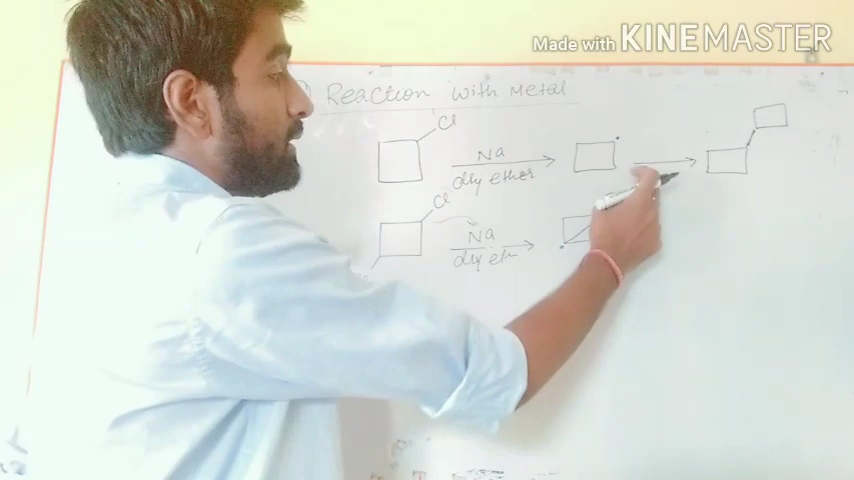 Made with KINEMASTER
Reaction with Metal
Cl
Na
dry ether
Cl
Na
dry eth